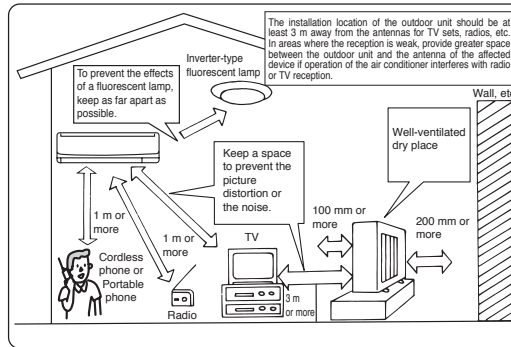 The installation location of the outdoor unit should be at
least 3 m away from the antennas for TV sets, radios, etc.
In areas where the reception is weak, provide greater space
between the outdoor unit and the antenna of the affected
device if operation of the air conditioner interferes with radio
or TV reception.
Inverter-type
fluorescent lamp
To prevent the effects
of a fluorescent lamp,
keep as far apart as
possible.
Wall, etc
Well-ventilated
dry place
Keep a space
to prevent the
picture
distortion or
the noise.
1 m or
more
1 m or
more
100 mm or
more
200 mm or
more
TV
Cordless
phone or
Portable
phone
Radio
3 m
or more